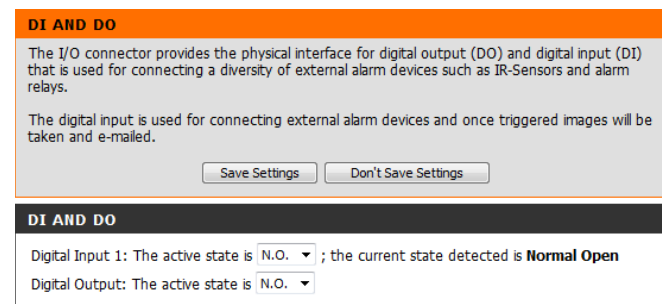 DI AND DO
The I/O connector provides the physical interface for digital output (DO) and digital input (DI)
that is used for connecting a diversity of external alarm devices such as IR-Sensors and alarm
relays.
The digital input is used for connecting external alarm devices and once triggered images will be
taken and e-mailed.
Save Settings Don't Save Settings
DI AND DO
Digital Input 1: The active state is N.O. ; the current state detected is Normal Open
Digital Output: The active state is N.O.